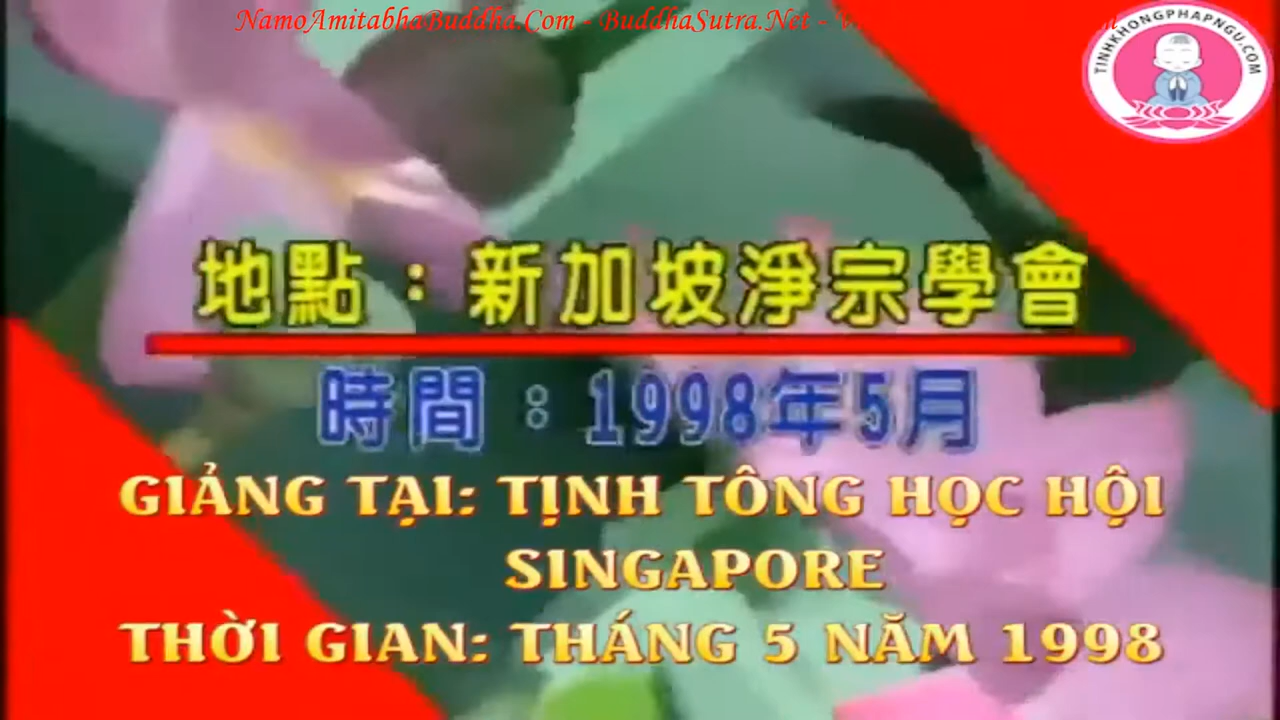 NamoAmitabhaBuddha.Com - BuddhaSutra.Net -
TINHKHONGPHAPNGU.COM
地點：新加坡淨宗學會
時間：1998年5月
GIẢNG TẠI: TỊNH TÔNG HỌC HỘI
SINGAPORE
THỜI GIAN: THÁNG 5 NĂM 1998